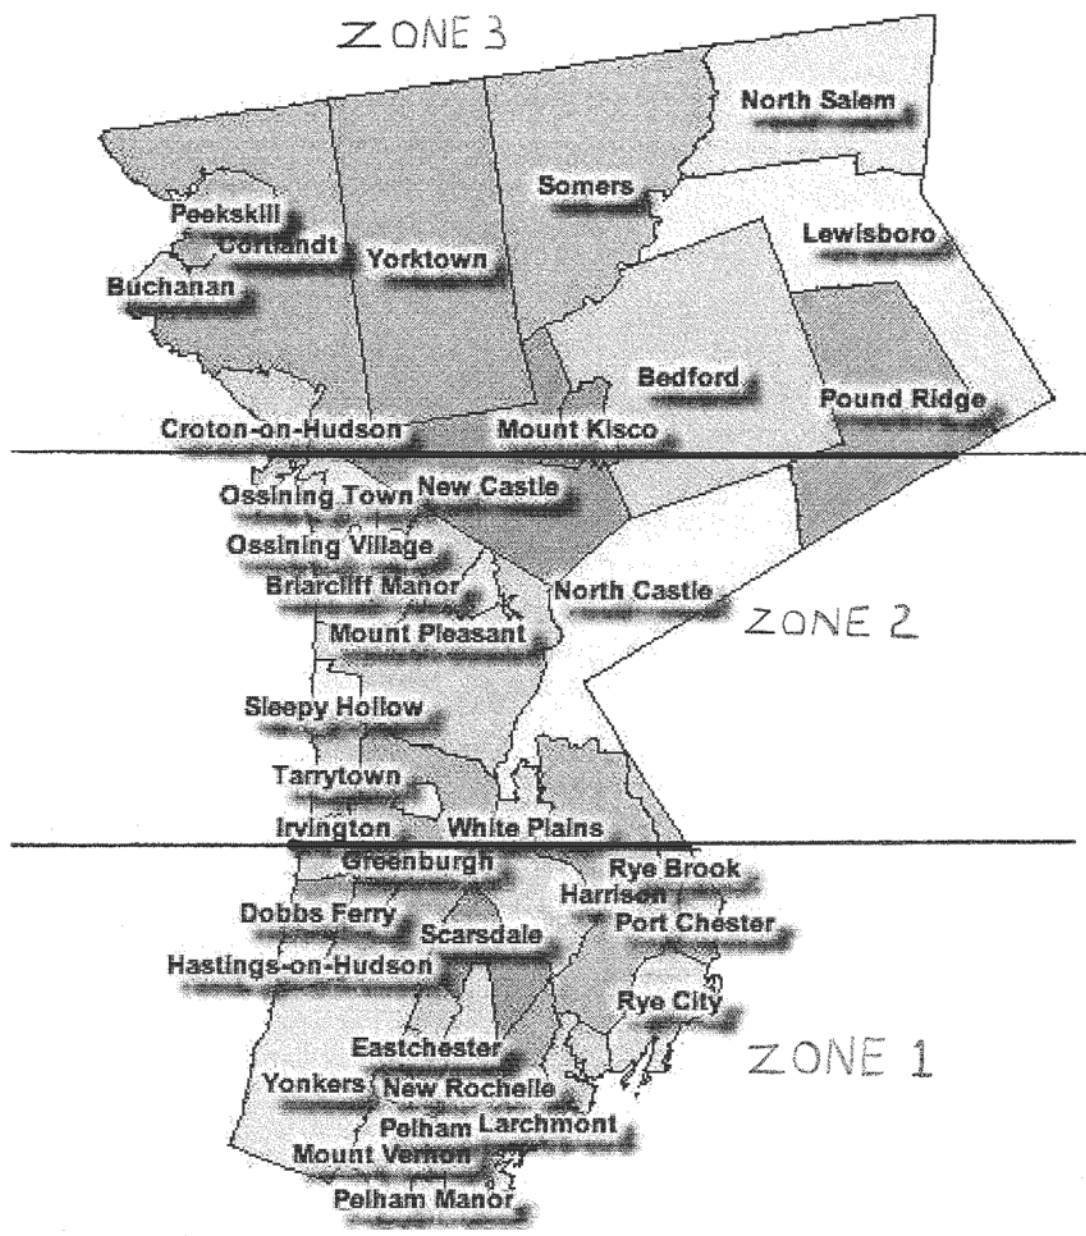 ZONE 3
North Salem
Somers
Peekskill
Lewisboro
Cortlandt
Yorktown
Buchanan
Bedford
Pound Ridge
Croton-on-Hudson
Mount Kisco
New Castle
Ossining Town
Ossining Village
Briarcliff Manor
North Castle
ZONE 2
Mount Pleasant
Sleepy Hollow
Tarrytown
Irvington
White Plains
Greenburgh
Rye Brook
Harrison
Dobbs Ferry
Port Chester
Scarsdale
Hastings-on-Hudson
Rye City
Eastchester
ZONE 1
Yonkers
New Rochelle
Pelham
Larchmont
Mount Vernon
Pelham Manor